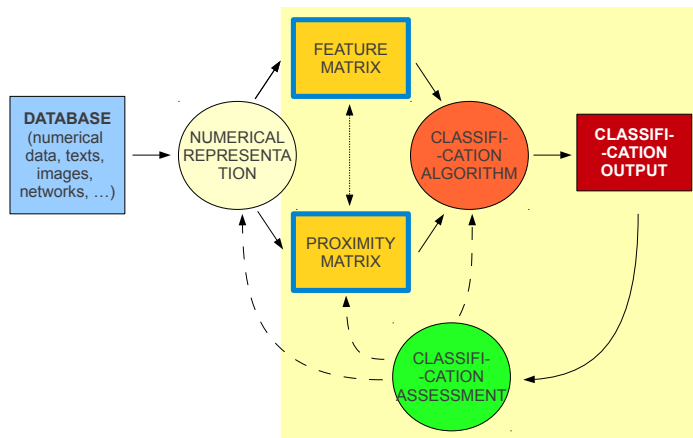 DATABASE
(numerical
data, texts,
images,
networks, …)
NUMERICAL
REPRESENTA
TION
FEATURE
MATRIX
PROXIMITY
MATRIX
CLASSIFI-
-CATION
ALGORITHM
CLASSIFI-
-CATION
OUTPUT
CLASSIFI-
-CATION
ASSESSMENT